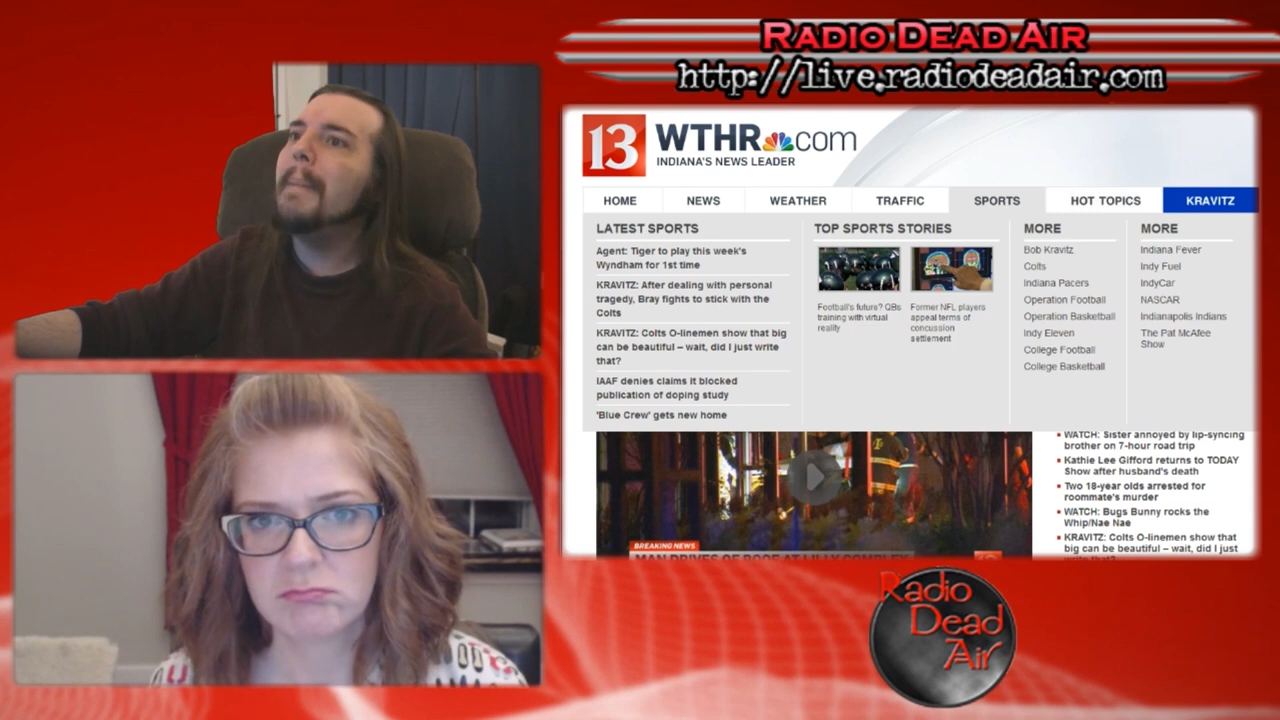 RADIO DEAD AIR
http://live.radiodeadair.com
13 WTHR.com
INDIANA'S NEWS LEADER
HOME NEWS WEATHER TRAFFIC SPORTS HOT TOPICS KRAVITZ
LATEST SPORTS
Agent: Tiger to play this week's
Wyndham for 1st time
KRAVITZ: After dealing with personal
tragedy, Bray fights to stick with the
Colts
KRAVITZ: Colts O-linemen show that big
can be beautiful – wait, did I just write
that?
IAAF denies claims it blocked
publication of doping study
'Blue Crew' gets new home
TOP SPORTS STORIES
Football's future? QBs
training with virtual
reality
Former NFL players
appeal terms of
concussion
settlement
MORE
Bob Kravitz
Colts
Indiana Pacers
Operation Football
Operation Basketball
Indy Eleven
College Football
College Basketball
MORE
Indiana Fever
Indy Fuel
IndyCar
NASCAR
Indianapolis Indians
The Pat McAfee
Show
BREAKING NEWS
MAN DRIVES OF ROOF AT LILLY COMPLEX
WATCH: Sister annoyed by lip-syncing
brother on 7-hour road trip
Kathie Lee Gifford returns to TODAY
Show after husband's death
Two 18-year olds arrested for
roommate's murder
WATCH: Bugs Bunny rocks the
Whip/Nae Nae
KRAVITZ: Colts O-linemen show that
big can be beautiful – wait, did I just
write that?
Radio
Dead
Air